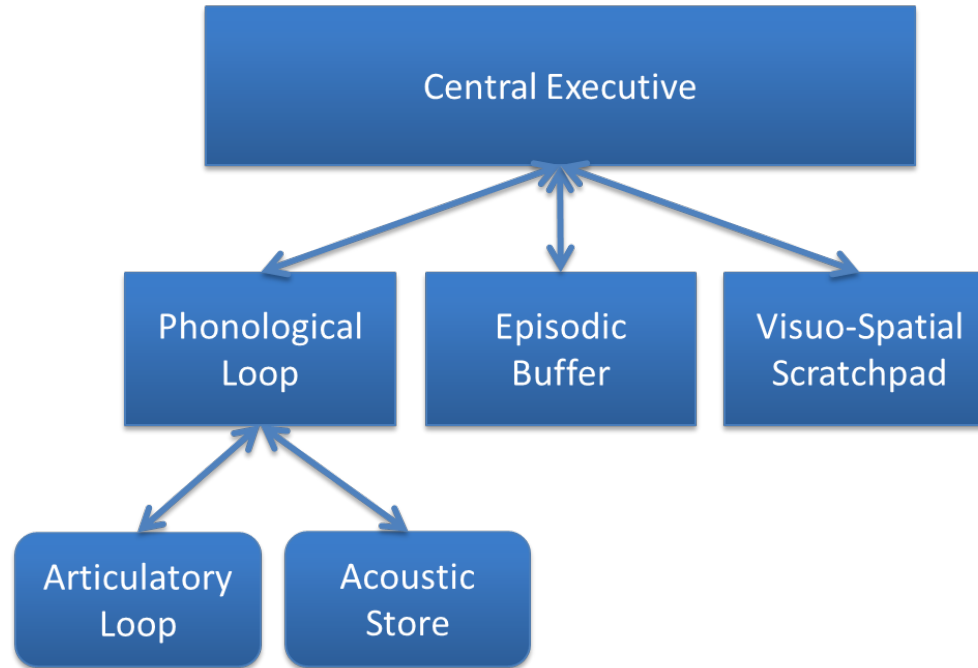 Central Executive
Phonological
Loop
Episodic
Buffer
Visuo-Spatial
Scratchpad
Articulatory
Loop
Acoustic
Store